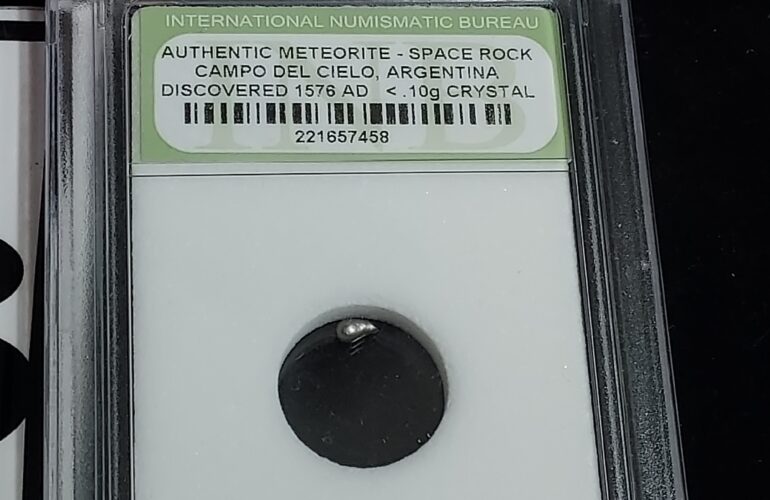 INTERNATIONAL NUMISMATIC BUREAU
AUTHENTIC METEORITE - SPACE ROCK
CAMPO DEL CIELO, ARGENTINA
DISCOVERED 1576 AD < .10g CRYSTAL
221657458